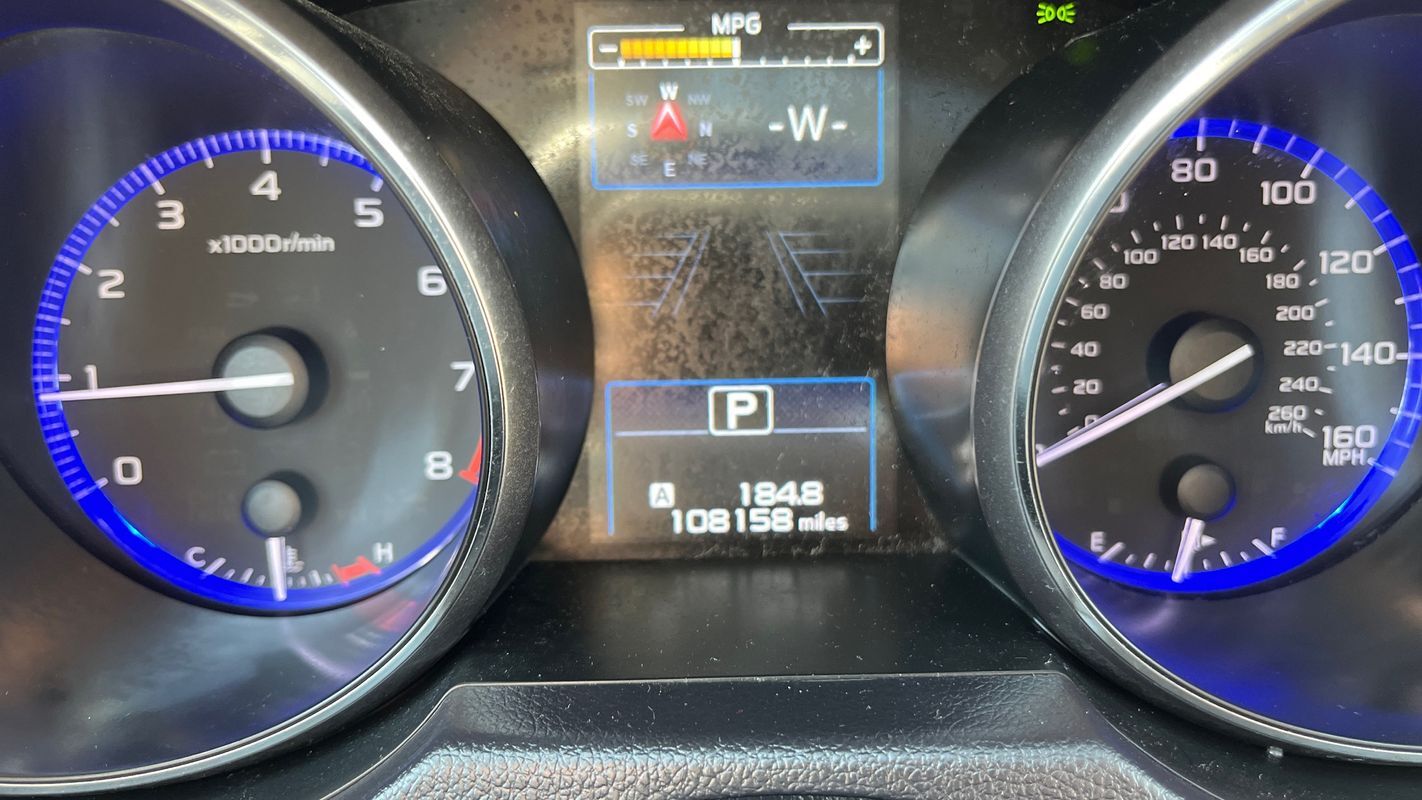 MPG
- +
W
SW NW
S N
SE NE
E
-W-
0 1 2 3 4 5 6 7 8
x1000r/min
C H
P
A 184.8
108158 miles
80 100 120 140 160
MPH
0 20 40 60 80 100 120 140 160 180 200 220 240 260
km/h
E F